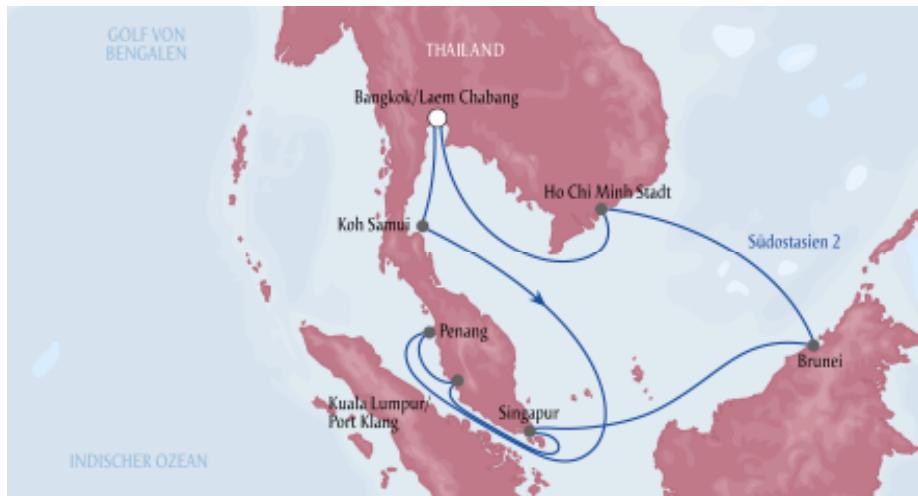 GOLF VON
BENGALEN
THAILAND
Bangkok/Laem Chabang
Ho Chi Minh Stadt
Koh Samui
Südostasien 2
Penang
Brunei
Kuala Lumpur/
Port Klang
Singapur
INDISCHER OZEAN